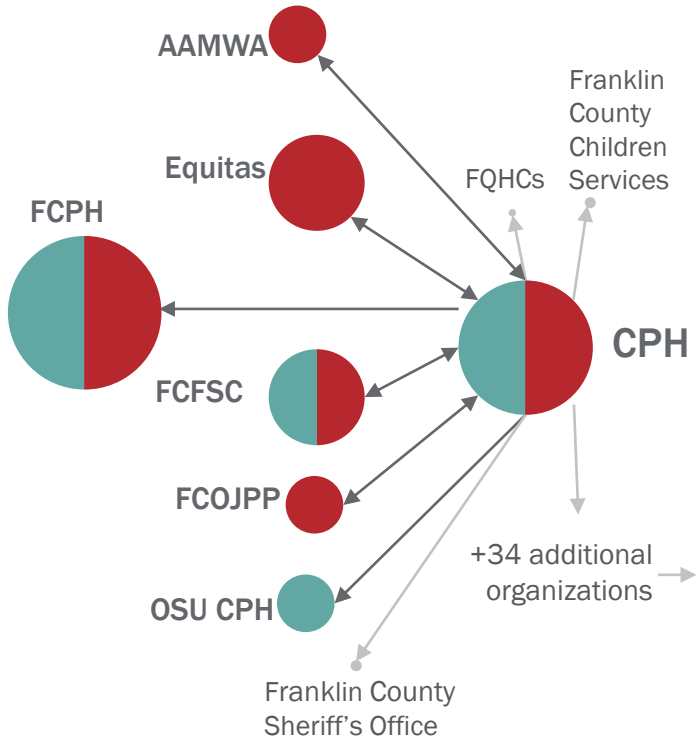 AAMWA
Franklin
County
Children
Services
Equitas
FQHCs
FCPH
CPH
FCFSC
FCOJPP
+34 additional
organizations
OSU CPH
Franklin County
Sheriff's Office